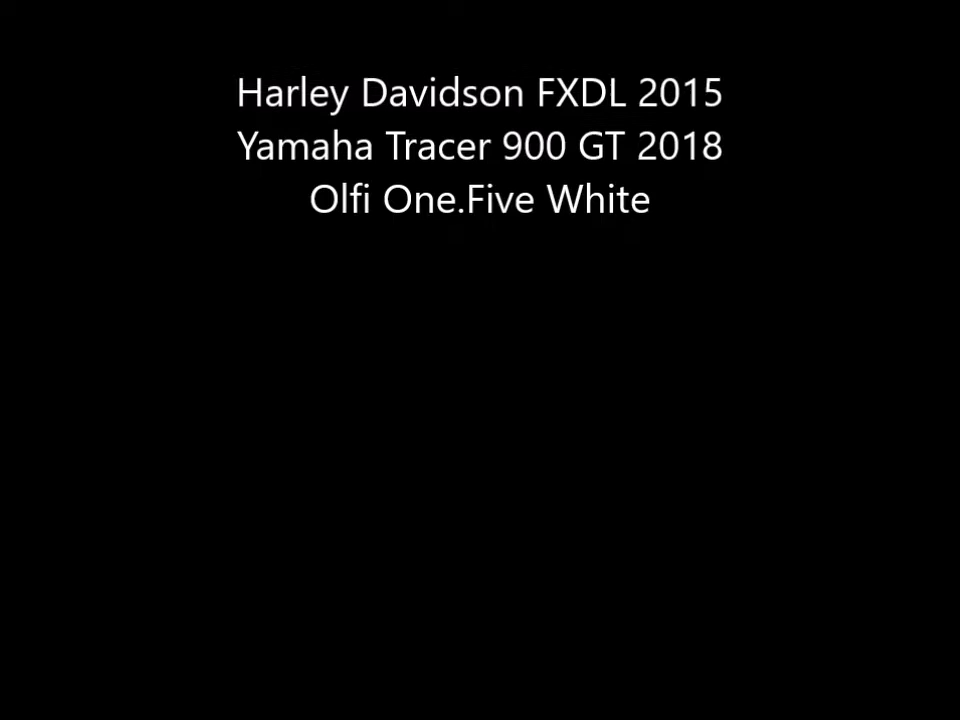 Harley Davidson FXDL 2015
Yamaha Tracer 900 GT 2018
Olfi One.Five White